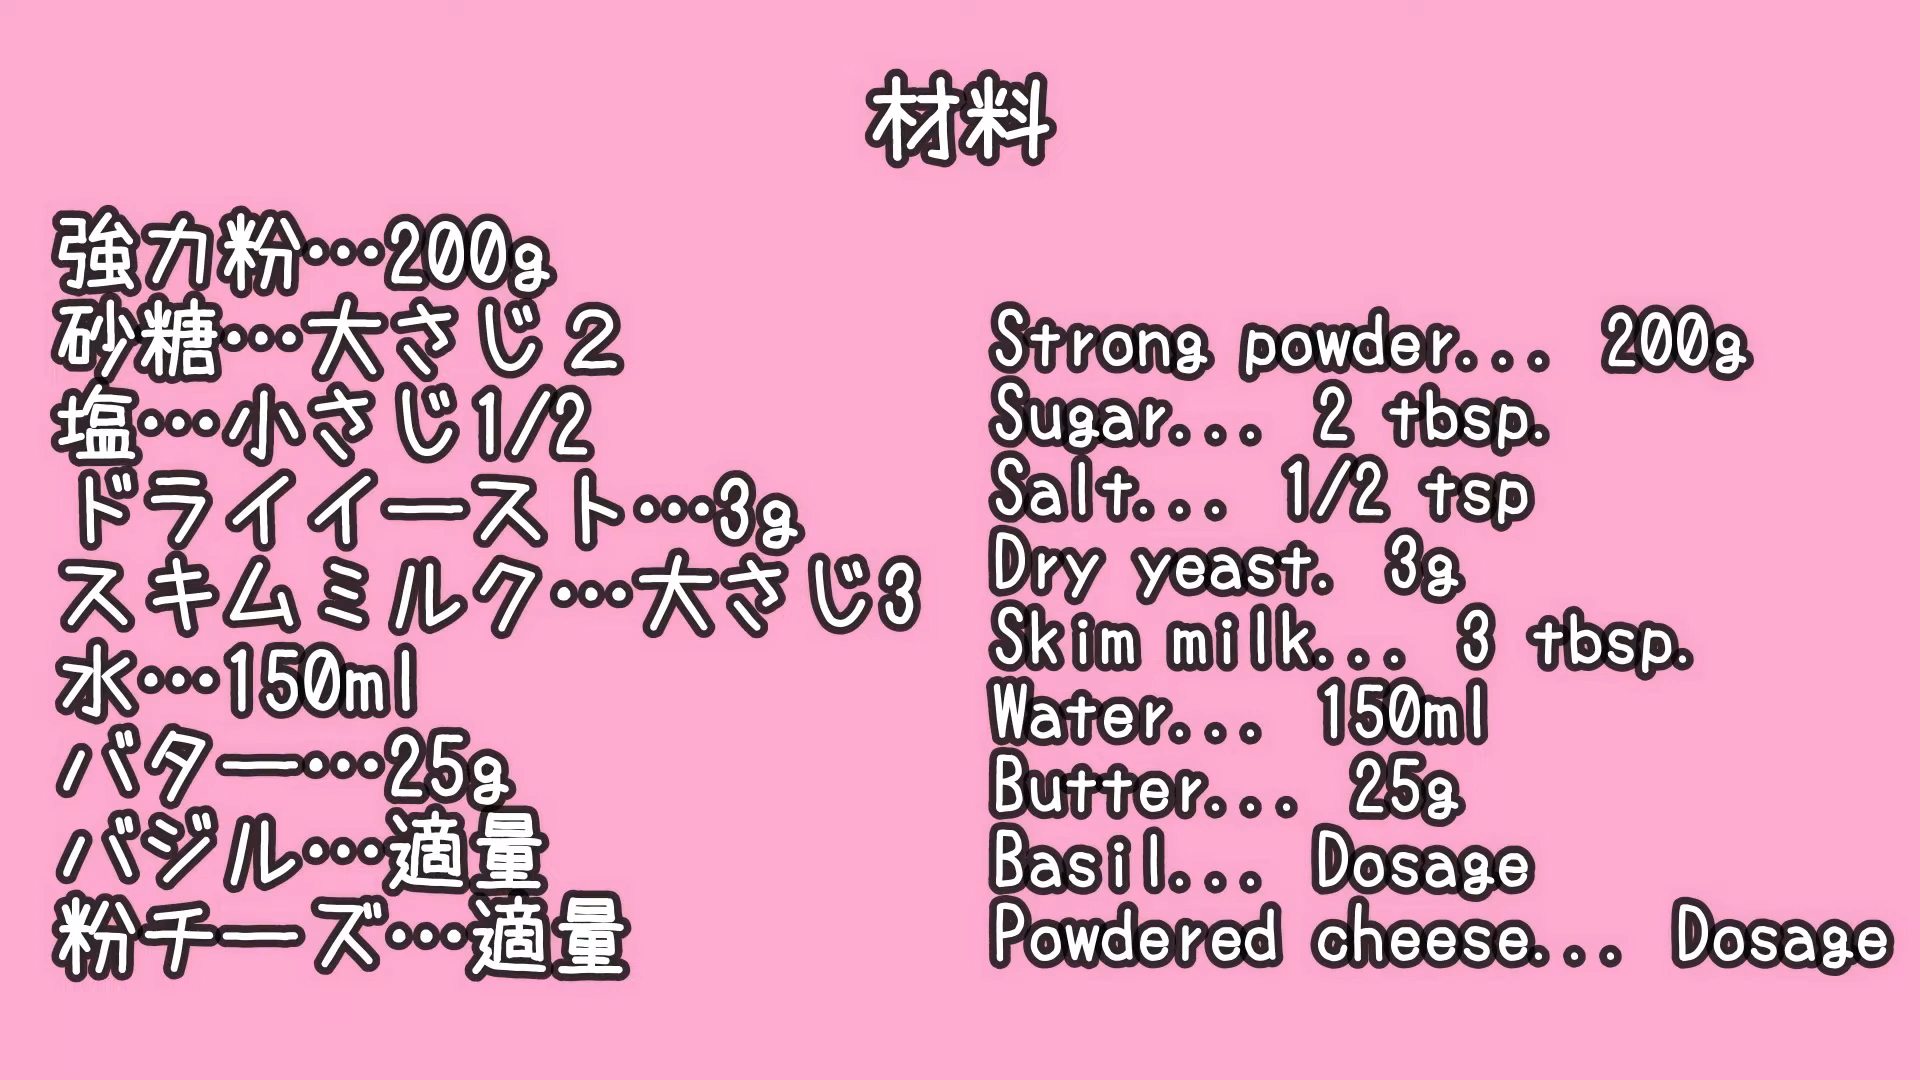 材料
強力粉…200g
砂糖…大さじ２
塩…小さじ1/2
ドライイースト…3g
スキムミルク…大さじ3
水…150ml
バター…25g
バジル…適量
粉チーズ…適量
Strong powder... 200g
Sugar... 2 tbsp.
Salt... 1/2 tsp
Dry yeast. 3g
Skim milk... 3 tbsp.
Water... 150ml
Butter... 25g
Basil... Dosage
Powdered cheese... Dosage